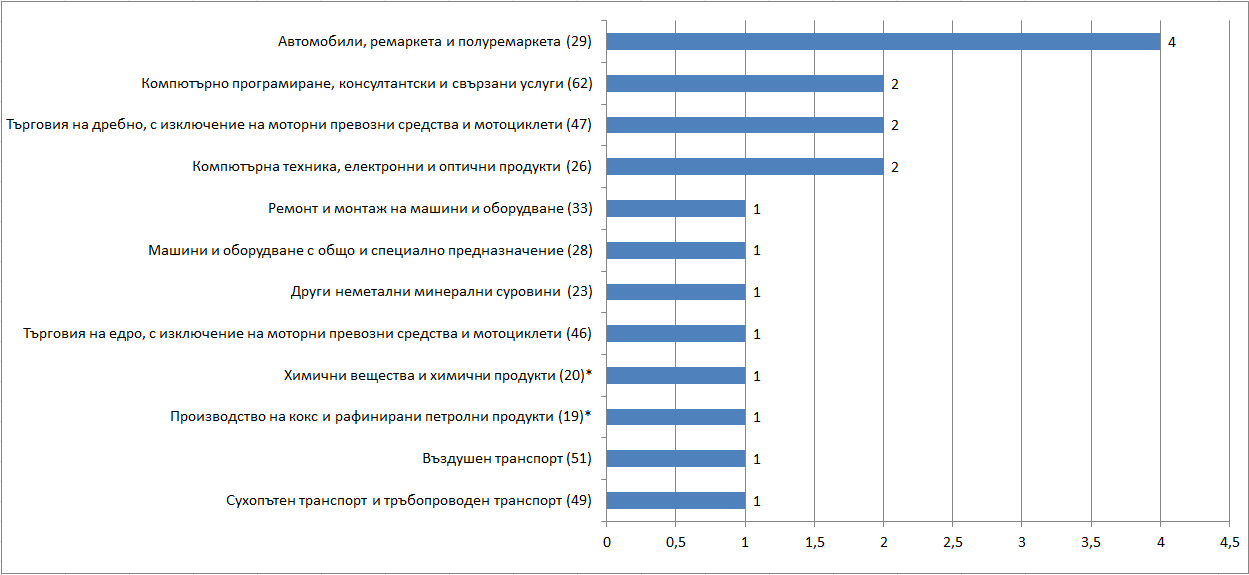 Автомобили, ремаркета и полуремаркета (29) 4
Компютърно програмиране, консултантски и свързани услуги (62) 2
Търговия на дребно, с изключение на моторни превозни средства и мотоциклети (47) 2
Компютърна техника, електронни и оптични продукти (26) 2
Ремонт и монтаж на машини и оборудване (33) 1
Машини и оборудване с общо и специално предназначение (28) 1
Други неметални минерални суровини (23) 1
Търговия на едро, с изключение на моторни превозни средства и мотоциклети (46) 1
Химични вещества и химични продукти (20)* 1
Производство на кокс и рафинирани петролни продукти (19)* 1
Въздушен транспорт (51) 1
Сухопътен транспорт и тръбопроводен транспорт (49) 1
0 0,5 1 1,5 2 2,5 3 3,5 4 4,5